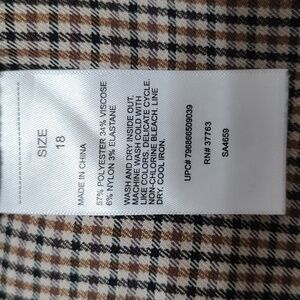 SIZE
18
MADE IN CHINA
57% POLYESTER 34% VISCOSE
6% NYLON 3% ELASTANE
WASH AND DRY INSIDE OUT.
MACHINE WASH COLD WITH
LIKE COLORS. DELICATE CYCLE.
NON-CHLORINE BLEACH. LINE
DRY. COOL IRON.
UPC# 796866509039
RN# 37763
SA4659